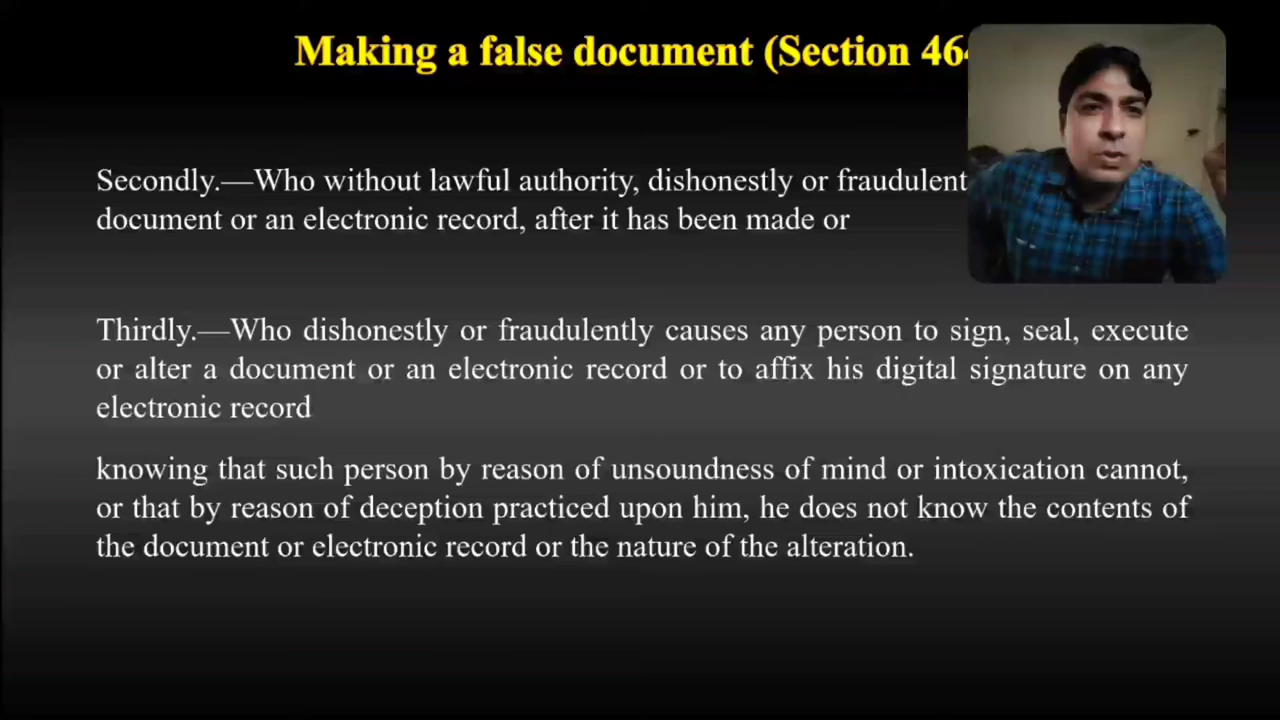 Making a false document (Section 464
Secondly.—Who without lawful authority, dishonestly or fraudulent
document or an electronic record, after it has been made or
Thirdly.—Who dishonestly or fraudulently causes any person to sign, seal, execute
or alter a document or an electronic record or to affix his digital signature on any
electronic record
knowing that such person by reason of unsoundness of mind or intoxication cannot,
or that by reason of deception practiced upon him, he does not know the contents of
the document or electronic record or the nature of the alteration.